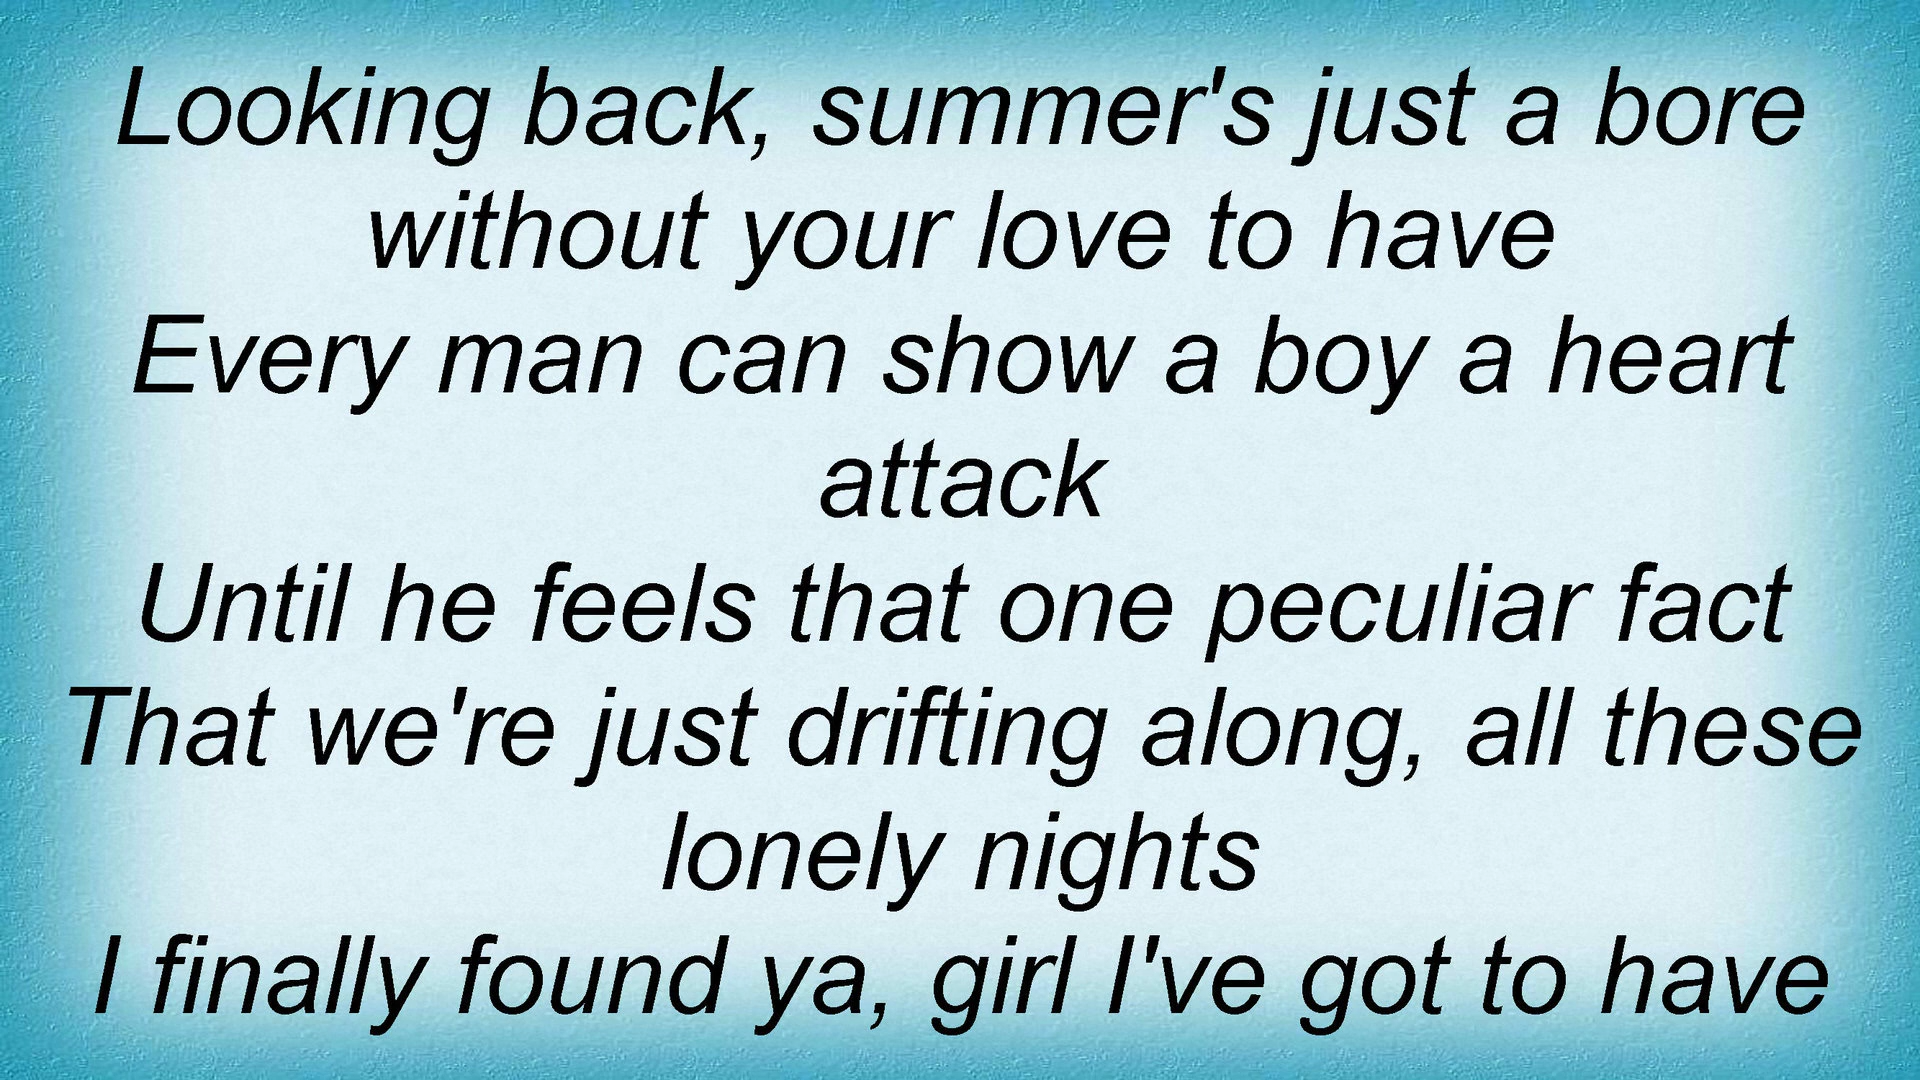 Looking back, summer's just a bore
without your love to have
Every man can show a boy a heart
attack
Until he feels that one peculiar fact
That we're just drifting along, all these
lonely nights
I finally found ya, girl I've got to have